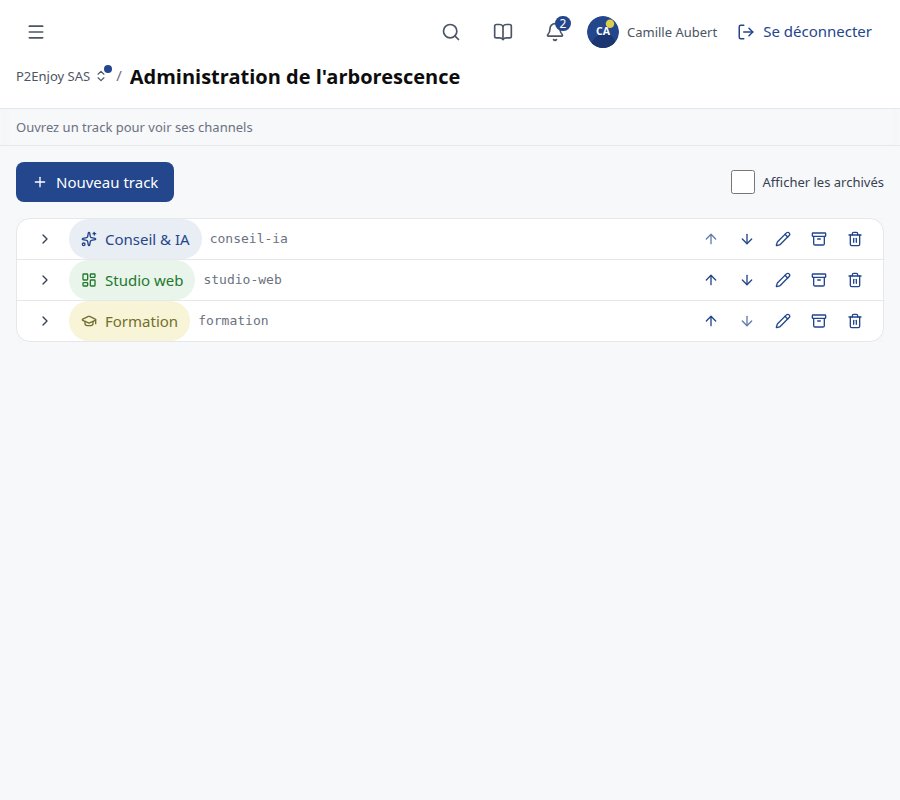 2
CA
Camille Aubert
Se déconnecter
P2Enjoy SAS / Administration de l'arborescence
Ouvrez un track pour voir ses channels
Nouveau track
Afficher les archivés
Conseil & IA conseil-ia
Studio web studio-web
Formation formation